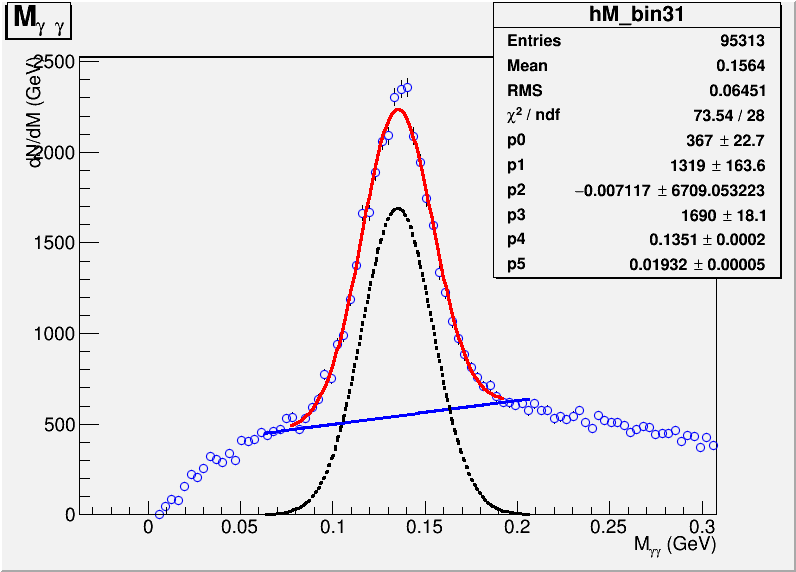 Mγ γ
hM_bin31
Entries 95313
Mean 0.1564
RMS 0.06451
χ² / ndf 73.54 / 28
p0 367 ± 22.7
p1 1319 ± 163.6
p2 −0.007117 ± 6709.053223
p3 1690 ± 18.1
p4 0.1351 ± 0.0002
p5 0.01932 ± 0.00005
dN/dM (GeV)
2500
2000
1500
1000
500
0
0 0.05 0.1 0.15 0.2 0.25 0.3
Mγγ (GeV)